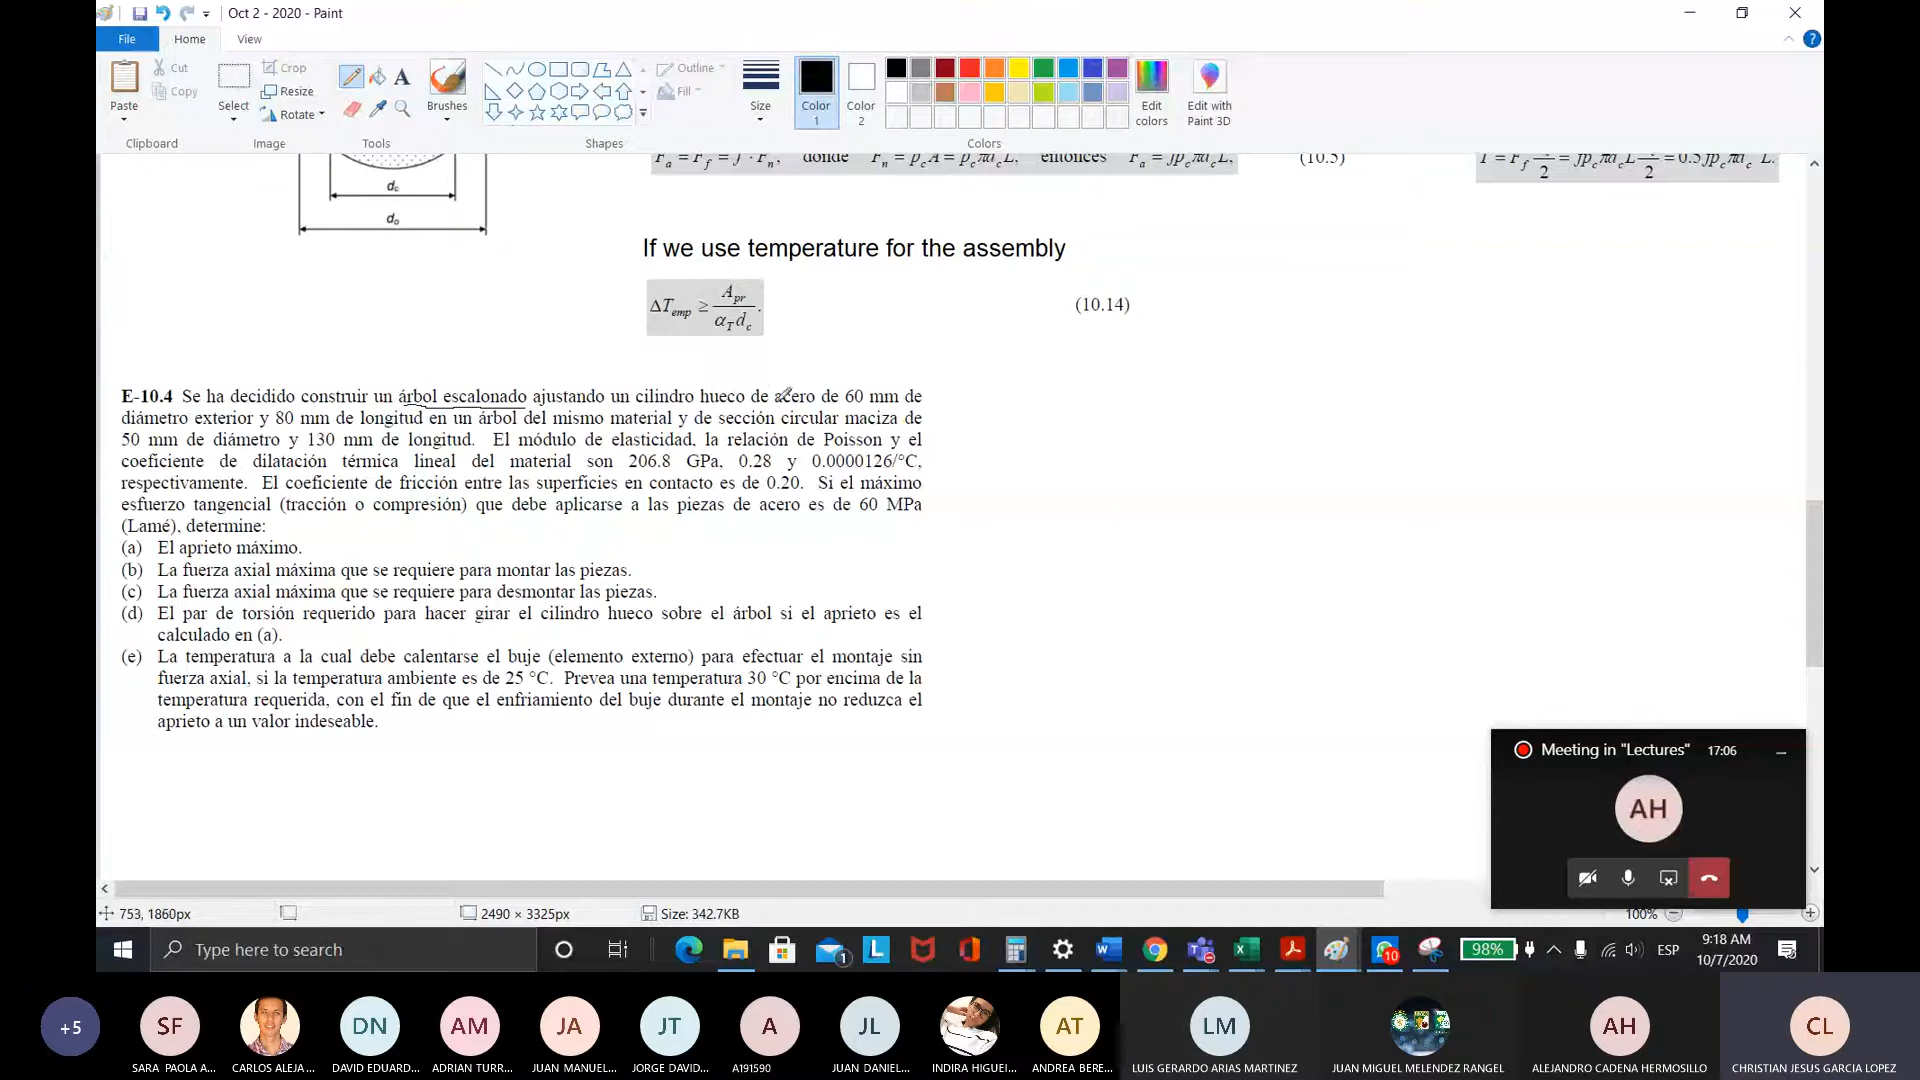 Oct 2 - 2020 - Paint
File
Home
View
Paste
Cut
Copy
Clipboard
Select
Crop
Resize
Rotate
Image
Tools
Brushes
Shapes
Outline
Fill
Size
Color 1
Color 2
Edit colors
Edit with Paint 3D
Colors
donde
entonces
(10.5)
d_c
d_o
If we use temperature for the assembly
ΔT_emp ≥ A_pr / (α_T d_c).
(10.14)
E-10.4 Se ha decidido construir un árbol escalonado ajustando un cilindro hueco de acero de 60 mm de
diámetro exterior y 80 mm de longitud en un árbol del mismo material y de sección circular maciza de
50 mm de diámetro y 130 mm de longitud. El módulo de elasticidad, la relación de Poisson y el
coeficiente de dilatación térmica lineal del material son 206.8 GPa, 0.28 y 0.0000126/°C,
respectivamente. El coeficiente de fricción entre las superficies en contacto es de 0.20. Si el máximo
esfuerzo tangencial (tracción o compresión) que debe aplicarse a las piezas de acero es de 60 MPa
(Lamé), determine:
(a) El aprieto máximo.
(b) La fuerza axial máxima que se requiere para montar las piezas.
(c) La fuerza axial máxima que se requiere para desmontar las piezas.
(d) El par de torsión requerido para hacer girar el cilindro hueco sobre el árbol si el aprieto es el
calculado en (a).
(e) La temperatura a la cual debe calentarse el buje (elemento externo) para efectuar el montaje sin
fuerza axial, si la temperatura ambiente es de 25 °C. Prevea una temperatura 30 °C por encima de la
temperatura requerida, con el fin de que el enfriamiento del buje durante el montaje no reduzca el
aprieto a un valor indeseable.
Meeting in "Lectures" 17:06
AH
753, 1860px
2490 × 3325px
Size: 342.7KB
100%
Type here to search
98%
ESP
9:18 AM
10/7/2020
+5
SF
DN
AM
JA
JT
A
JL
AT
LM
AH
CL
SARA PAOLA A...
CARLOS ALEJA...
DAVID EDUARD...
ADRIAN TURR...
JUAN MANUEL...
JORGE DAVID...
A191590
JUAN DANIEL...
INDIRA HIGUEI...
ANDREA BERE...
LUIS GERARDO ARIAS MARTINEZ
JUAN MIGUEL MELENDEZ RANGEL
ALEJANDRO CADENA HERMOSILLO
CHRISTIAN JESUS GARCIA LOPEZ